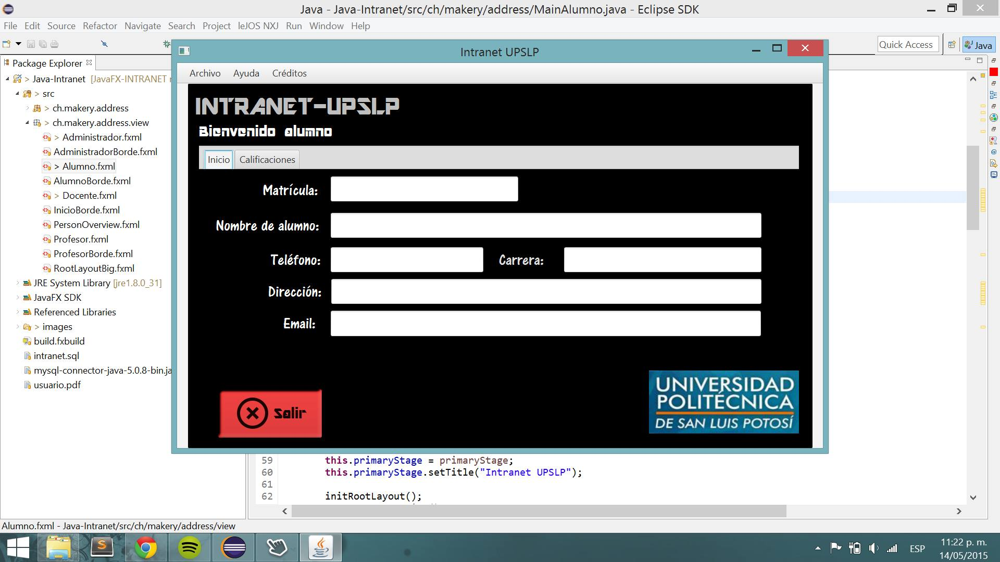 Java - Java-Intranet/src/ch/makery/address/MainAlumno.java - Eclipse SDK
File Edit Source Refactor Navigate Search Project leJOS NXJ Run Window Help
Quick Access
Java
Package Explorer
> Java-Intranet [JavaFX-INTRANET
> src
> ch.makery.address
> ch.makery.address.view
> Administrador.fxml
AdministradorBorde.fxml
> Alumno.fxml
AlumnoBorde.fxml
> Docente.fxml
InicioBorde.fxml
PersonOverview.fxml
Profesor.fxml
ProfesorBorde.fxml
RootLayoutBig.fxml
JRE System Library [jre1.8.0_31]
JavaFX SDK
Referenced Libraries
> images
build.fxbuild
intranet.sql
mysql-connector-java-5.0.8-bin.ja
usuario.pdf
Intranet UPSLP
Archivo Ayuda Créditos
INTRANET-UPSLP
Bienvenido alumno
Inicio Calificaciones
Matrícula:
Nombre de alumno:
Teléfono: Carrera:
Dirección:
Email:
Salir
UNIVERSIDAD
POLITÉCNICA
DE SAN LUIS POTOSÍ
59 this.primaryStage = primaryStage;
60 this.primaryStage.setTitle("Intranet UPSLP");
61
62 initRootLayout();
Alumno.fxml - Java-Intranet/src/ch/makery/address/view
ESP
11:22 p. m.
14/05/2015